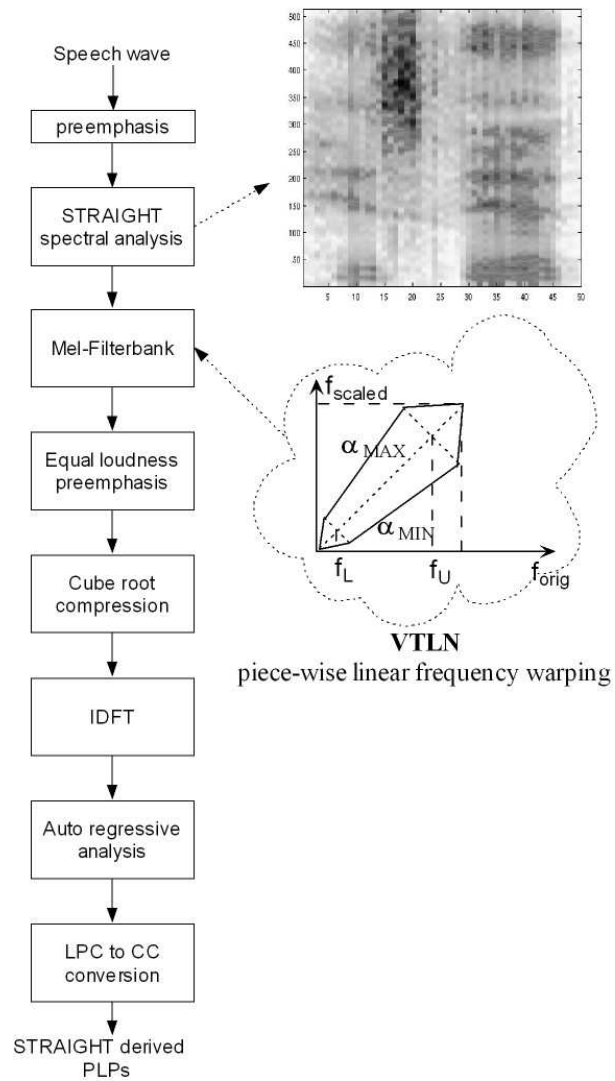 Speech wave
preemphasis
STRAIGHT
spectral analysis
Mel-Filterbank
Equal loudness
preemphasis
Cube root
compression
IDFT
Auto regressive
analysis
LPC to CC
conversion
STRAIGHT derived
PLPs
500
450
400
350
300
250
200
150
100
50
5 10 15 20 25 30 35 40 45 50
f scaled
α MAX
r
α MIN
f L
f U
f orig
VTLN
piece-wise linear frequency warping